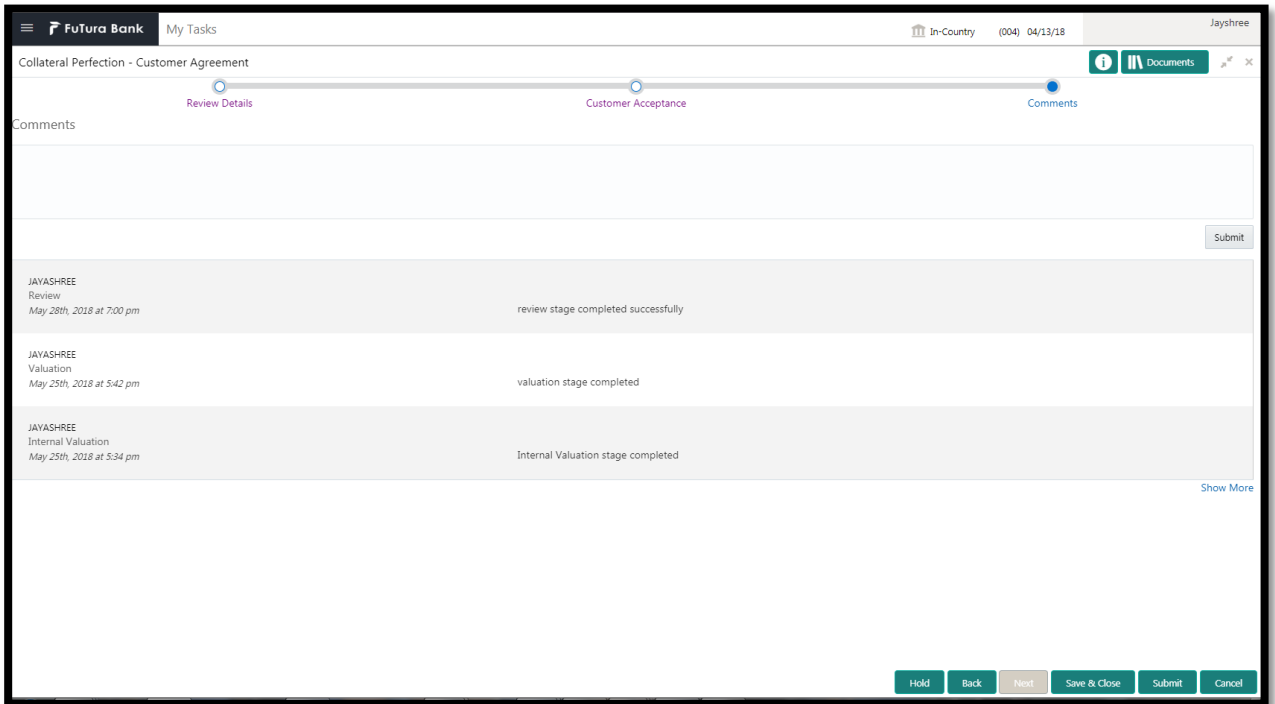 FuTura Bank
My Tasks
In-Country
(004) 04/13/18
Jayshree
Collateral Perfection - Customer Agreement
i
Documents
Review Details
Customer Acceptance
Comments
Comments
Submit
JAYASHREE
Review
May 28th, 2018 at 7:00 pm
review stage completed successfully
JAYASHREE
Valuation
May 25th, 2018 at 5:42 pm
valuation stage completed
JAYASHREE
Internal Valuation
May 25th, 2018 at 5:34 pm
Internal Valuation stage completed
Show More
Hold
Back
Next
Save & Close
Submit
Cancel